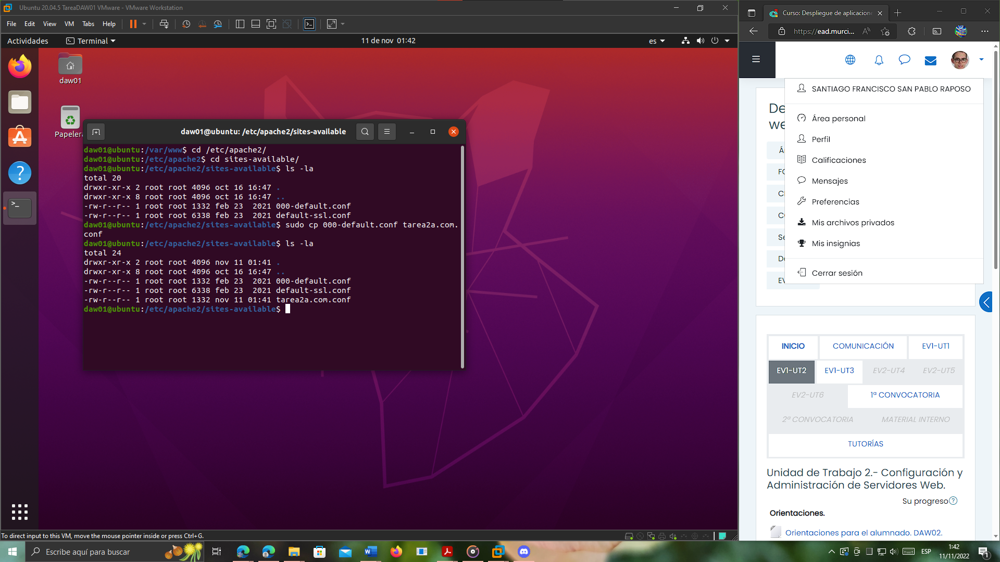 Ubuntu 20.04.5 TareaDAW01 VMware - VMware Workstation
File Edit View VM Tabs Help
Actividades
Terminal
11 de nov 01:42
es
daw01
Papelera
daw01@ubuntu: /etc/apache2/sites-available
daw01@ubuntu:/var/www$ cd /etc/apache2/
daw01@ubuntu:/etc/apache2$ cd sites-available/
daw01@ubuntu:/etc/apache2/sites-available$ ls -la
total 20
drwxr-xr-x 2 root root 4096 oct 16 16:47 .
drwxr-xr-x 8 root root 4096 oct 16 16:47 ..
-rw-r--r-- 1 root root 1332 feb 23  2021 000-default.conf
-rw-r--r-- 1 root root 6338 feb 23  2021 default-ssl.conf
daw01@ubuntu:/etc/apache2/sites-available$ sudo cp 000-default.conf tarea2a.com.
conf
daw01@ubuntu:/etc/apache2/sites-available$ ls -la
total 24
drwxr-xr-x 2 root root 4096 nov 11 01:41 .
drwxr-xr-x 8 root root 4096 oct 16 16:47 ..
-rw-r--r-- 1 root root 1332 feb 23  2021 000-default.conf
-rw-r--r-- 1 root root 6338 feb 23  2021 default-ssl.conf
-rw-r--r-- 1 root root 1332 nov 11 01:41 tarea2a.com.conf
daw01@ubuntu:/etc/apache2/sites-available$
To direct input to this VM, move the mouse pointer inside or press Ctrl+G.
Curso: Despliegue de aplicacione
https://ead.murci...
SANTIAGO FRANCISCO SAN PABLO RAPOSO
Área personal
Perfil
Calificaciones
Mensajes
Preferencias
Mis archivos privados
Mis insignias
Cerrar sesión
De
we
INICIO COMUNICACIÓN EV1-UT1
EV1-UT2 EV1-UT3 EV2-UT4 EV2-UT5
EV2-UT6 1ª CONVOCATORIA
2ª CONVOCATORIA MATERIAL INTERNO
TUTORÍAS
Unidad de Trabajo 2.- Configuración y
Administración de Servidores Web.
Su progreso
Orientaciones.
Orientaciones para el alumnado. DAW02.
Escribe aquí para buscar
ESP
1:42
11/11/2022
1